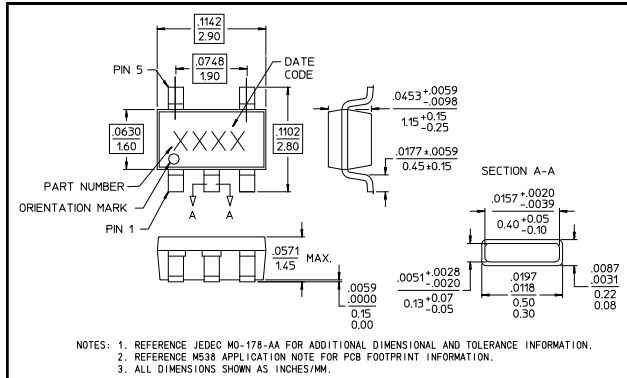 .1142
2.90
.0748
1.90
PIN 5
DATE
CODE
.0630
1.60
XXXX
.1102
2.80
PART NUMBER
ORIENTATION MARK
PIN 1
A A
.0453 +.0059
-.0098
1.15 +0.15
-0.25
.0177 ±.0059
0.45 ±0.15
SECTION A-A
.0157 +.0020
-.0039
0.40 +0.05
-0.10
.0571
1.45
MAX.
.0059
.0000
0.15
0.00
.0051 +.0028
-.0020
0.13 +0.07
-0.05
.0197
.0118
0.50
0.30
.0087
.0031
0.22
0.08
NOTES: 1. REFERENCE JEDEC MO-178-AA FOR ADDITIONAL DIMENSIONAL AND TOLERANCE INFORMATION.
2. REFERENCE M538 APPLICATION NOTE FOR PCB FOOTPRINT INFORMATION.
3. ALL DIMENSIONS SHOWN AS INCHES/MM.